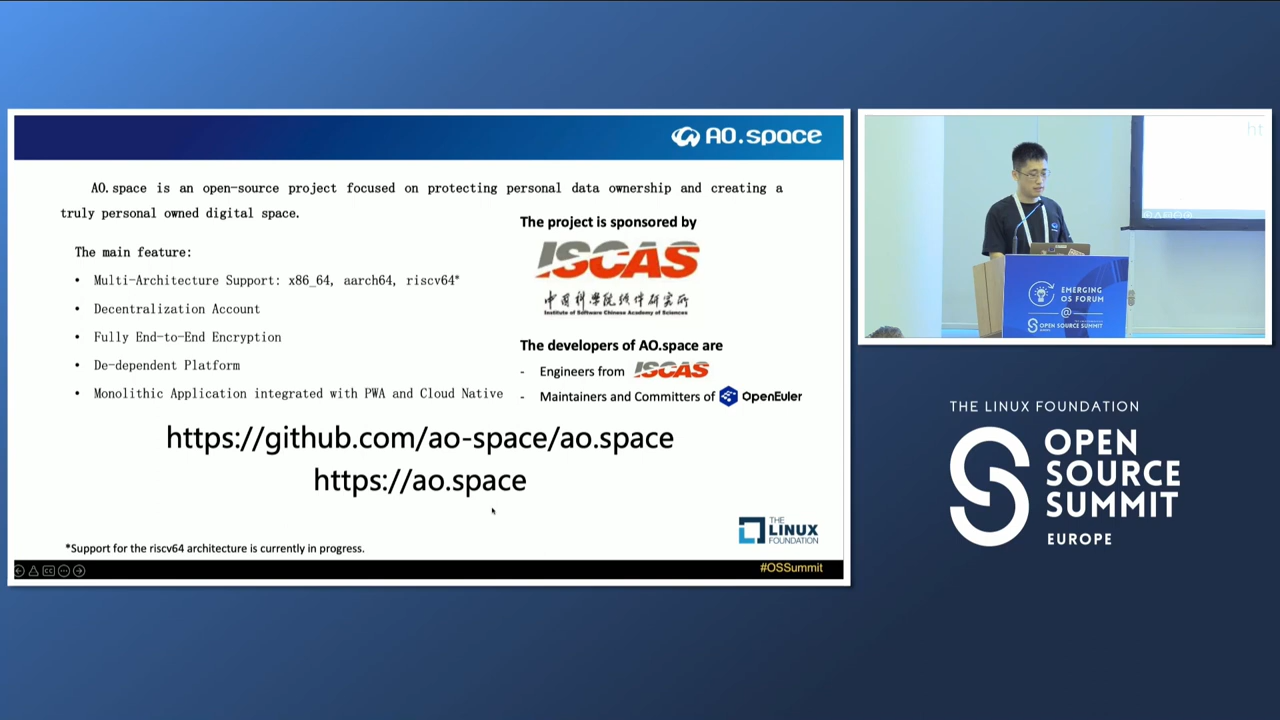 AO.space
AO.space is an open-source project focused on protecting personal data ownership and creating a
truly personal owned digital space.
The main feature:
• Multi-Architecture Support: x86_64, aarch64, riscv64*
• Decentralization Account
• Fully End-to-End Encryption
• De-dependent Platform
• Monolithic Application integrated with PWA and Cloud Native
The project is sponsored by
ISCAS
中国科学院软件研究所
Institute of Software Chinese Academy of Sciences
The developers of AO.space are
- Engineers from ISCAS
- Maintainers and Committers of OpenEuler
https://github.com/ao-space/ao.space
https://ao.space
THE
LINUX
FOUNDATION
*Support for the riscv64 architecture is currently in progress.
CC
#OSSummit
ht
EMERGING
OS FORUM
@
OPEN SOURCE SUMMIT
THE LINUX FOUNDATION
OPEN
SOURCE
SUMMIT
EUROPE